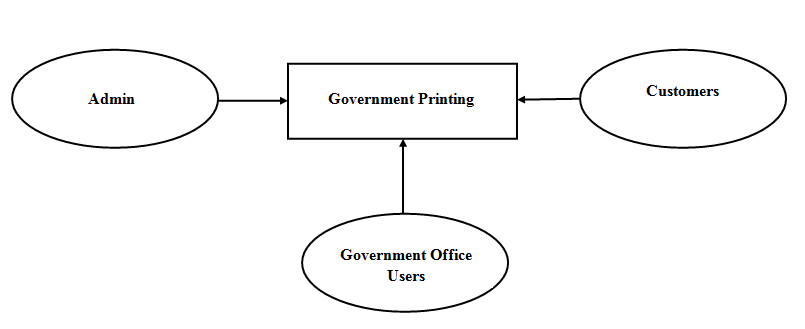 Admin
Government Printing
Customers
Government Office
Users